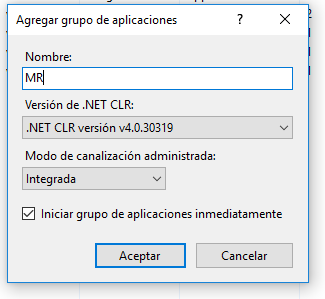 Agregar grupo de aplicaciones
Nombre:
MR
Versión de .NET CLR:
.NET CLR versión v4.0.30319
Modo de canalización administrada:
Integrada
Iniciar grupo de aplicaciones inmediatamente
Aceptar
Cancelar